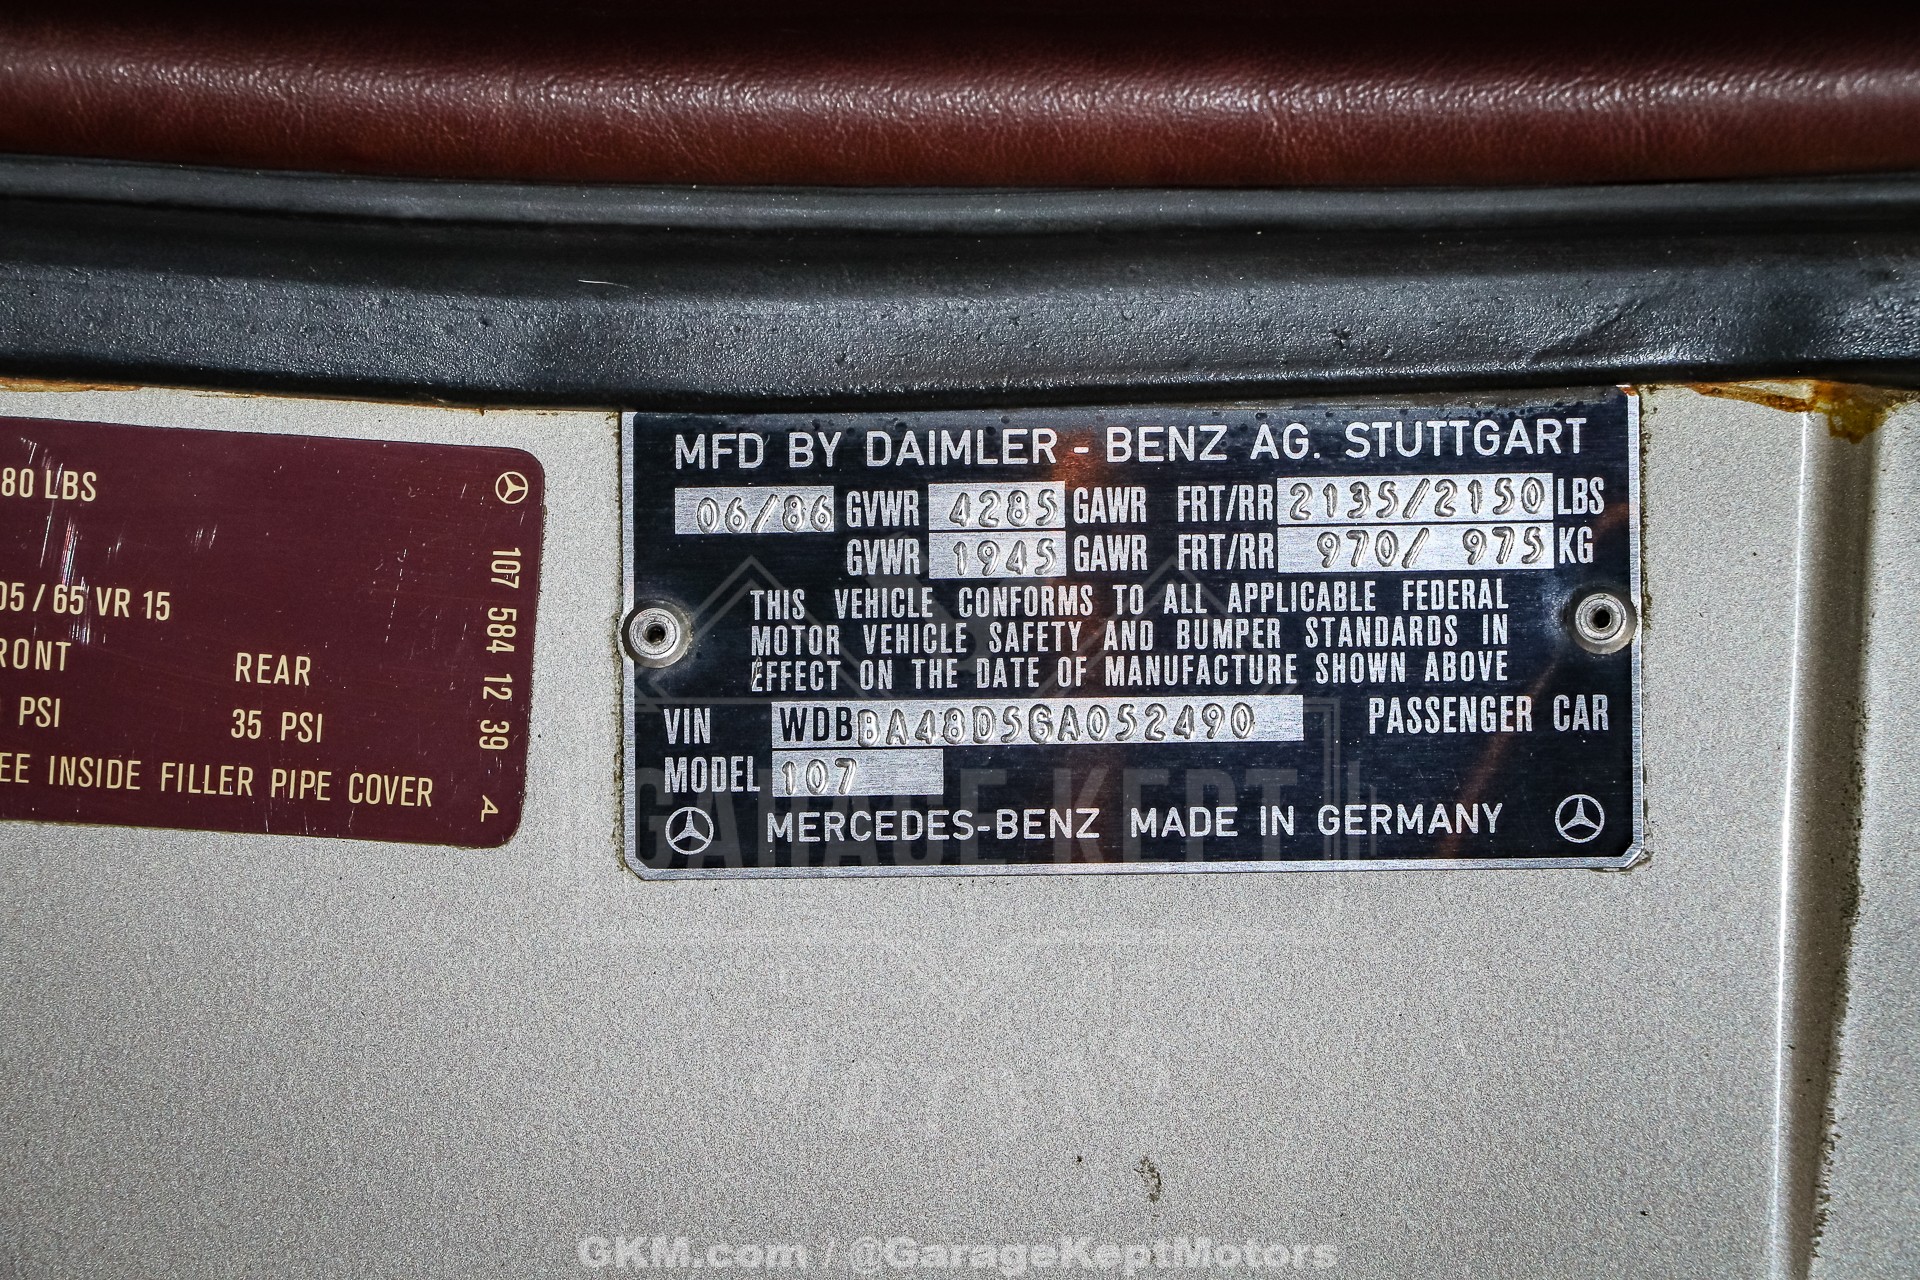 80 LBS
05 / 65 VR 15
RONT REAR
PSI 35 PSI
EE INSIDE FILLER PIPE COVER
107 584 12 39 A
MFD BY DAIMLER - BENZ AG. STUTTGART
06/86 GVWR 4285 GAWR FRT/RR 2135/2150 LBS
GVWR 1945 GAWR FRT/RR 970/ 975 KG
THIS VEHICLE CONFORMS TO ALL APPLICABLE FEDERAL
MOTOR VEHICLE SAFETY AND BUMPER STANDARDS IN
EFFECT ON THE DATE OF MANUFACTURE SHOWN ABOVE
VIN WDBBA48D5GA052490 PASSENGER CAR
MODEL 107
MERCEDES-BENZ MADE IN GERMANY
GARAGE KEPT
GKM.com / @GarageKeptMotors